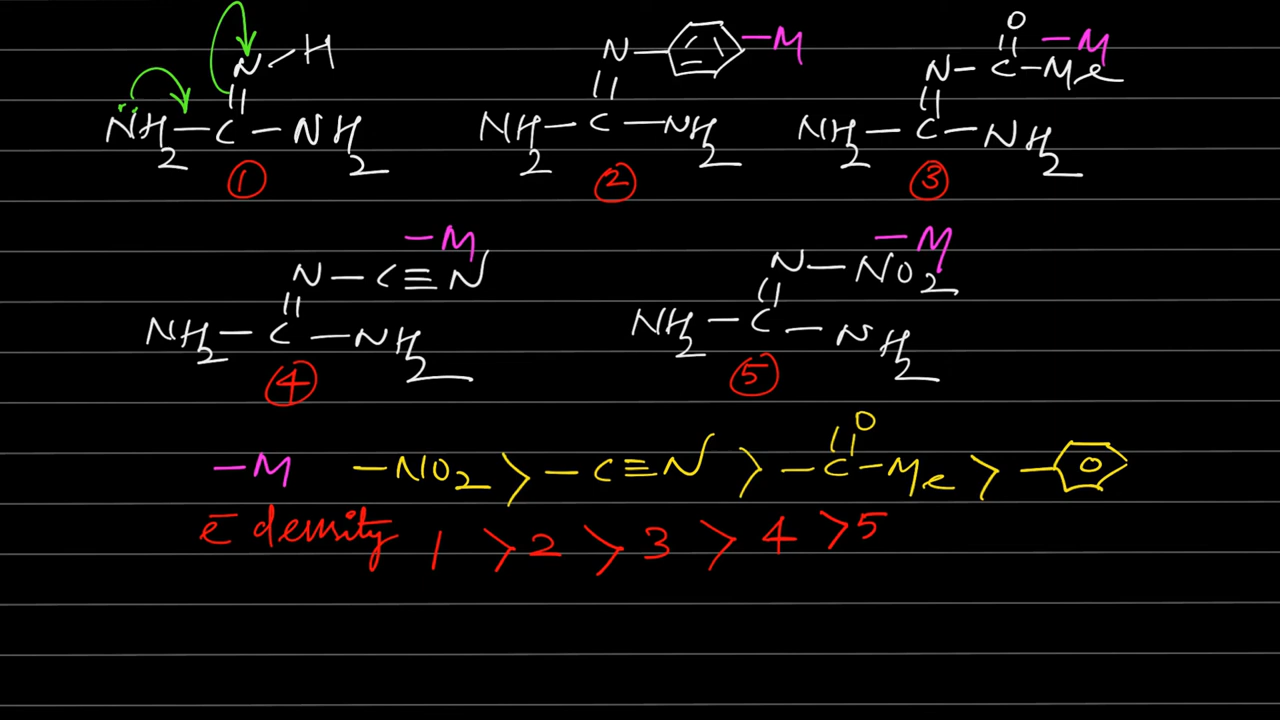 N-H
NH2-C-NH2
①
N -M
NH2-C-NH2
②
O
N-C-Me -M
NH2-C-NH2
③
-M
N-C≡N
NH2-C-NH2
④
-M
N-NO2
NH2-C-NH2
⑤
O
-M -NO2 > -C≡N > -C-Me > -
e density 1 > 2 > 3 > 4 > 5